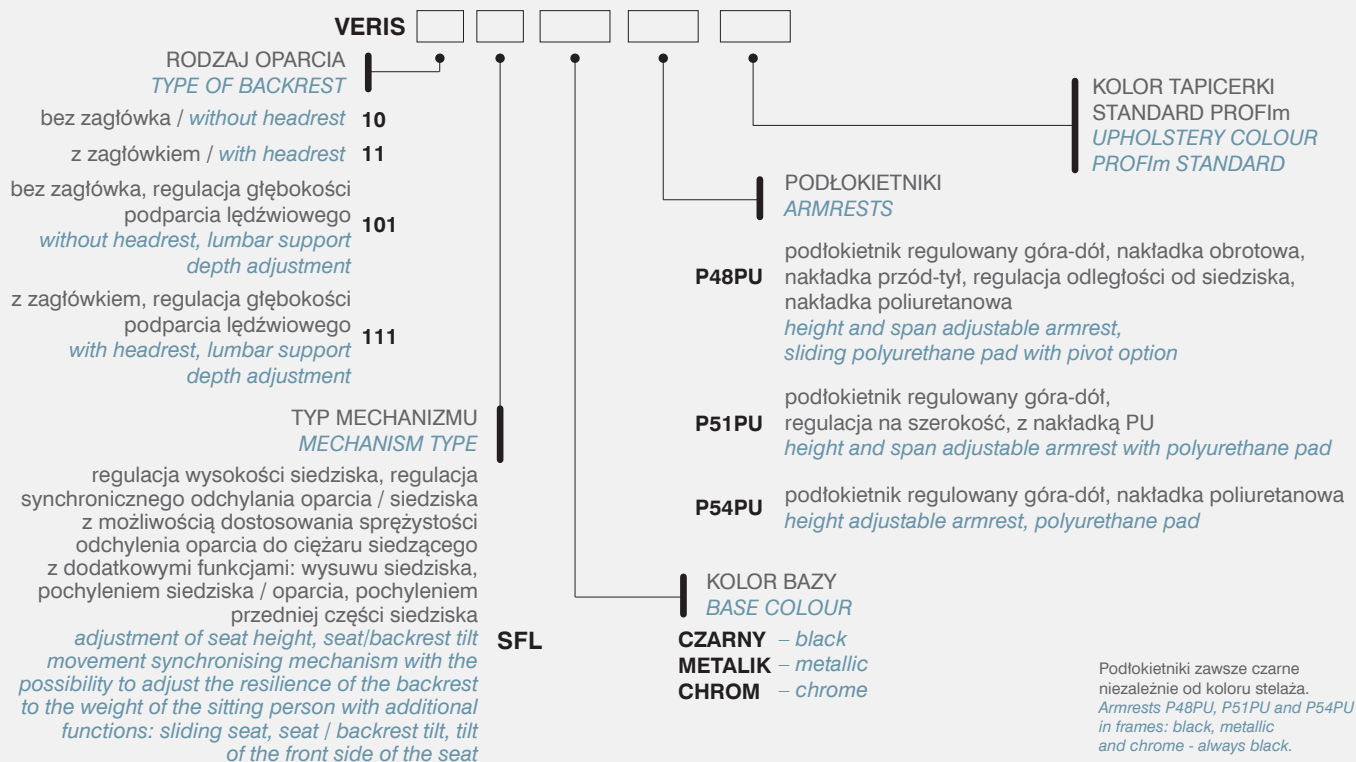 VERIS
RODZAJ OPARCIA
TYPE OF BACKREST
bez zagłówka / without headrest 10
z zagłówkiem / with headrest 11
bez zagłówka, regulacja głębokości
podparcia lędźwiowego
101
without headrest, lumbar support
depth adjustment
z zagłówkiem, regulacja głębokości
podparcia lędźwiowego
111
with headrest, lumbar support
depth adjustment
TYP MECHANIZMU
MECHANISM TYPE
regulacja wysokości siedziska, regulacja
synchronicznego odchylania oparcia / siedziska
z możliwością dostosowania sprężystości
odchylenia oparcia do ciężaru siedzącego
z dodatkowymi funkcjami: wysuwu siedziska,
pochyleniem siedziska / oparcia, pochyleniem
przedniej części siedziska
adjustment of seat height, seat/backrest tilt SFL
movement synchronising mechanism with the
possibility to adjust the resilience of the backrest
to the weight of the sitting person with additional
functions: sliding seat, seat / backrest tilt, tilt
of the front side of the seat
KOLOR TAPICERKI
STANDARD PROFIm
UPHOLSTERY COLOUR
PROFIm STANDARD
PODŁOKIETNIKI
ARMRESTS
podłokietnik regulowany góra-dół, nakładka obrotowa,
P48PU nakładka przód-tył, regulacja odległości od siedziska,
nakładka poliuretanowa
height and span adjustable armrest,
sliding polyurethane pad with pivot option
podłokietnik regulowany góra-dół,
P51PU regulacja na szerokość, z nakładką PU
height and span adjustable armrest with polyurethane pad
podłokietnik regulowany góra-dół, nakładka poliuretanowa
P54PU
height adjustable armrest, polyurethane pad
KOLOR BAZY
BASE COLOUR
CZARNY – black
METALIK – metallic
CHROM – chrome
Podłokietniki zawsze czarne
niezależnie od koloru stelaża.
Armrests P48PU, P51PU and P54PU
in frames: black, metallic
and chrome - always black.